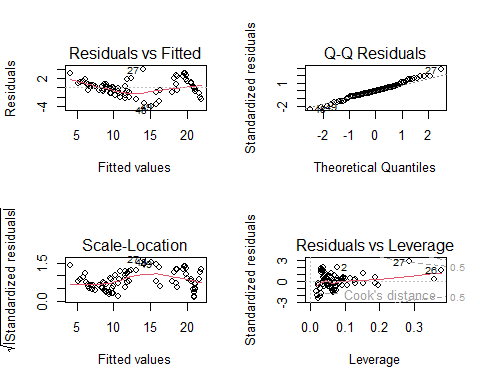 Residuals vs Fitted
Residuals
2
-4
27
5 10 15 20
Fitted values
Q-Q Residuals
Standardized residuals
1
-2
27
-2 -1 0 1 2
Theoretical Quantiles
Scale-Location
√|Standardized residuals|
1.5
0.0
27
5 10 15 20
Fitted values
Residuals vs Leverage
Standardized residuals
3
0
-3
2
27
26
0.5
0.5
Cook's distance
0.0 0.1 0.2 0.3
Leverage